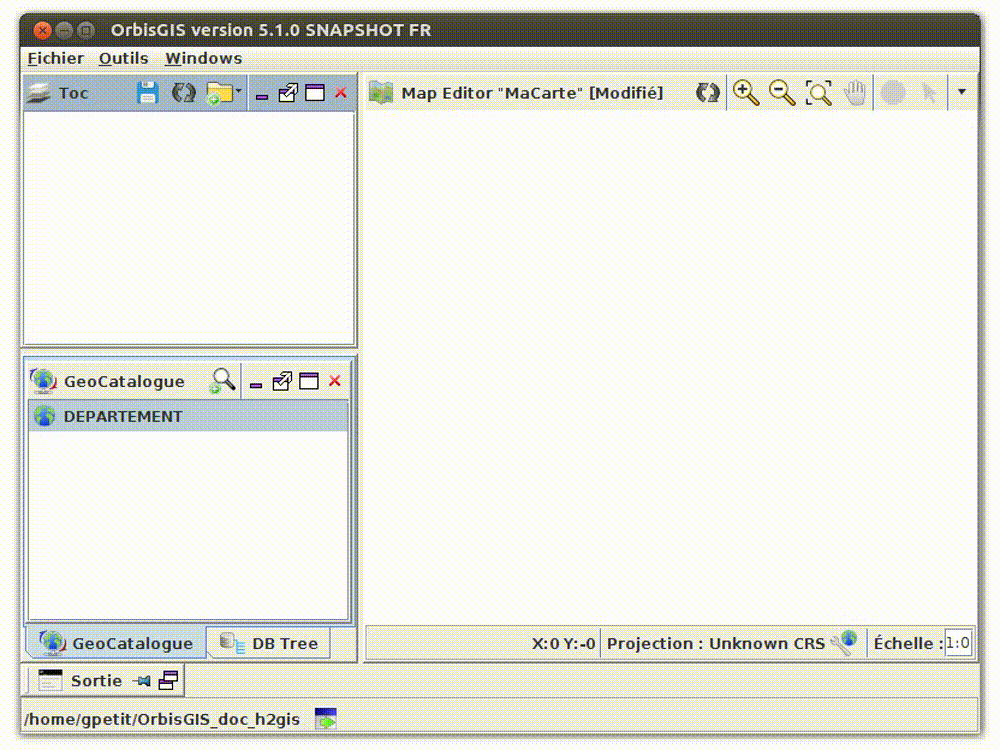 OrbisGIS version 5.1.0 SNAPSHOT FR
Fichier Outils Windows
Toc
Map Editor "MaCarte" [Modifié]
GeoCatalogue
DEPARTEMENT
GeoCatalogue DB Tree
X:0 Y:-0 Projection : Unknown CRS Échelle : 1:0
Sortie
/home/gpetit/OrbisGIS_doc_h2gis